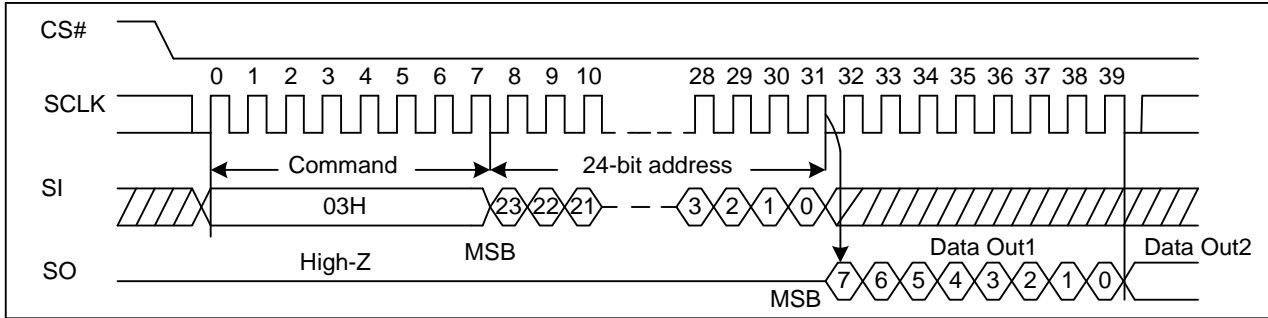 CS#
0 1 2 3 4 5 6 7 8 9 10 28 29 30 31 32 33 34 35 36 37 38 39
SCLK
Command 24-bit address
SI
03H 23 22 21 3 2 1 0
MSB
High-Z Data Out1 Data Out2
SO
7 6 5 4 3 2 1 0
MSB